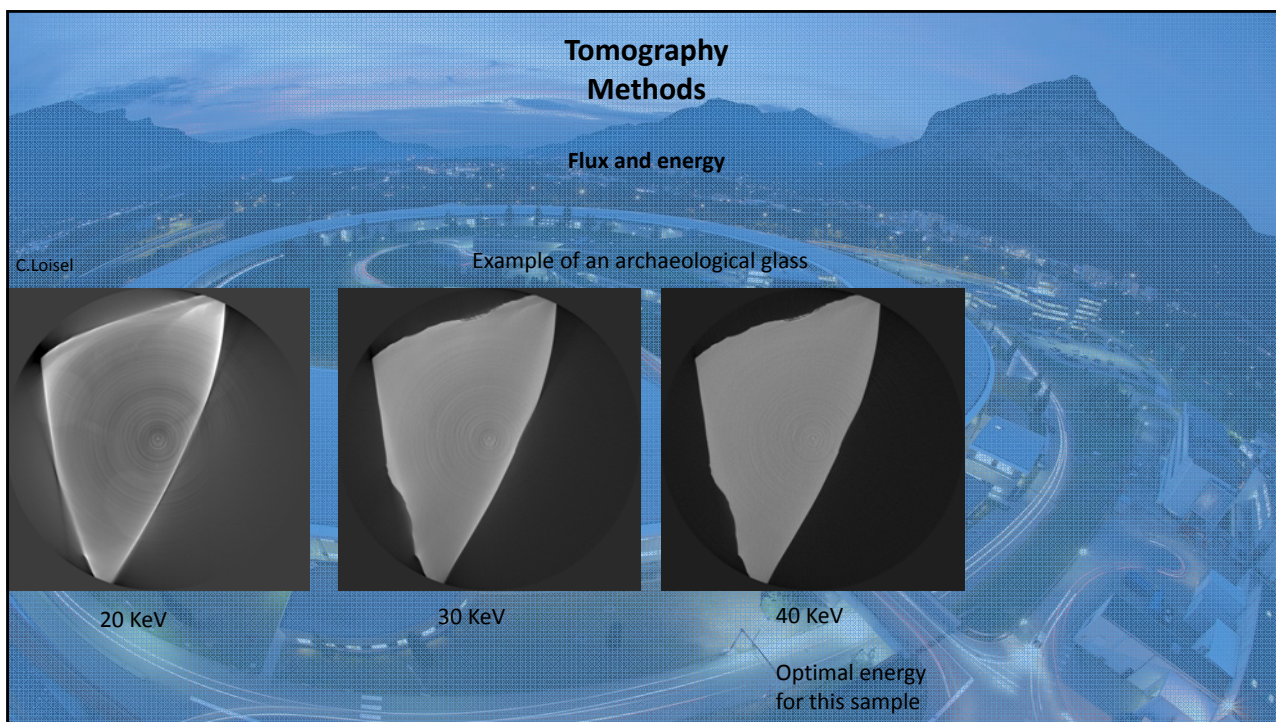 Tomography
Methods
Flux and energy
C.Loisel
Example of an archaeological glass
20 KeV
30 KeV
40 KeV
Optimal energy
for this sample